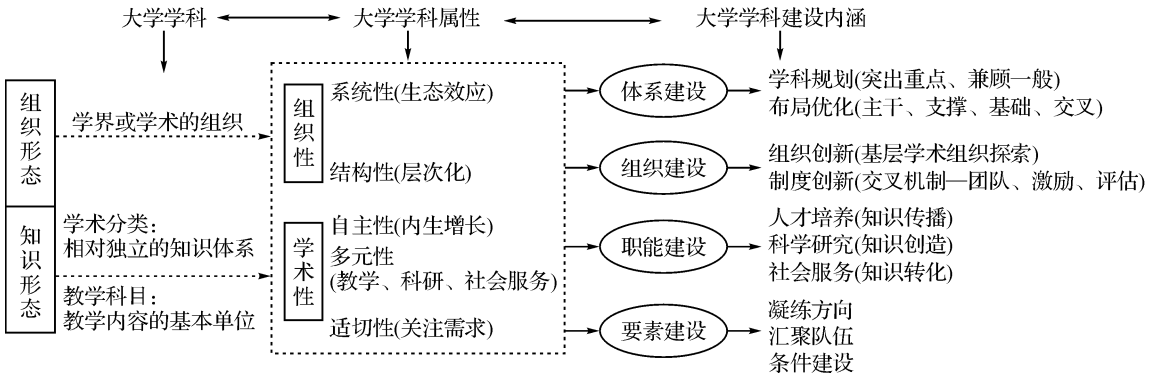 大学学科
大学学科属性
大学学科建设内涵
组织形态
学界或学术的组织
知识形态
学术分类：
相对独立的知识体系
教学科目：
教学内容的基本单位
组织性
系统性(生态效应)
结构性(层次化)
学术性
自主性(内生增长)
多元性
(教学、科研、社会服务)
适切性(关注需求)
体系建设
学科规划(突出重点、兼顾一般)
布局优化(主干、支撑、基础、交叉)
组织建设
组织创新(基层学术组织探索)
制度创新(交叉机制—团队、激励、评估)
职能建设
人才培养(知识传播)
科学研究(知识创造)
社会服务(知识转化)
要素建设
凝练方向
汇聚队伍
条件建设